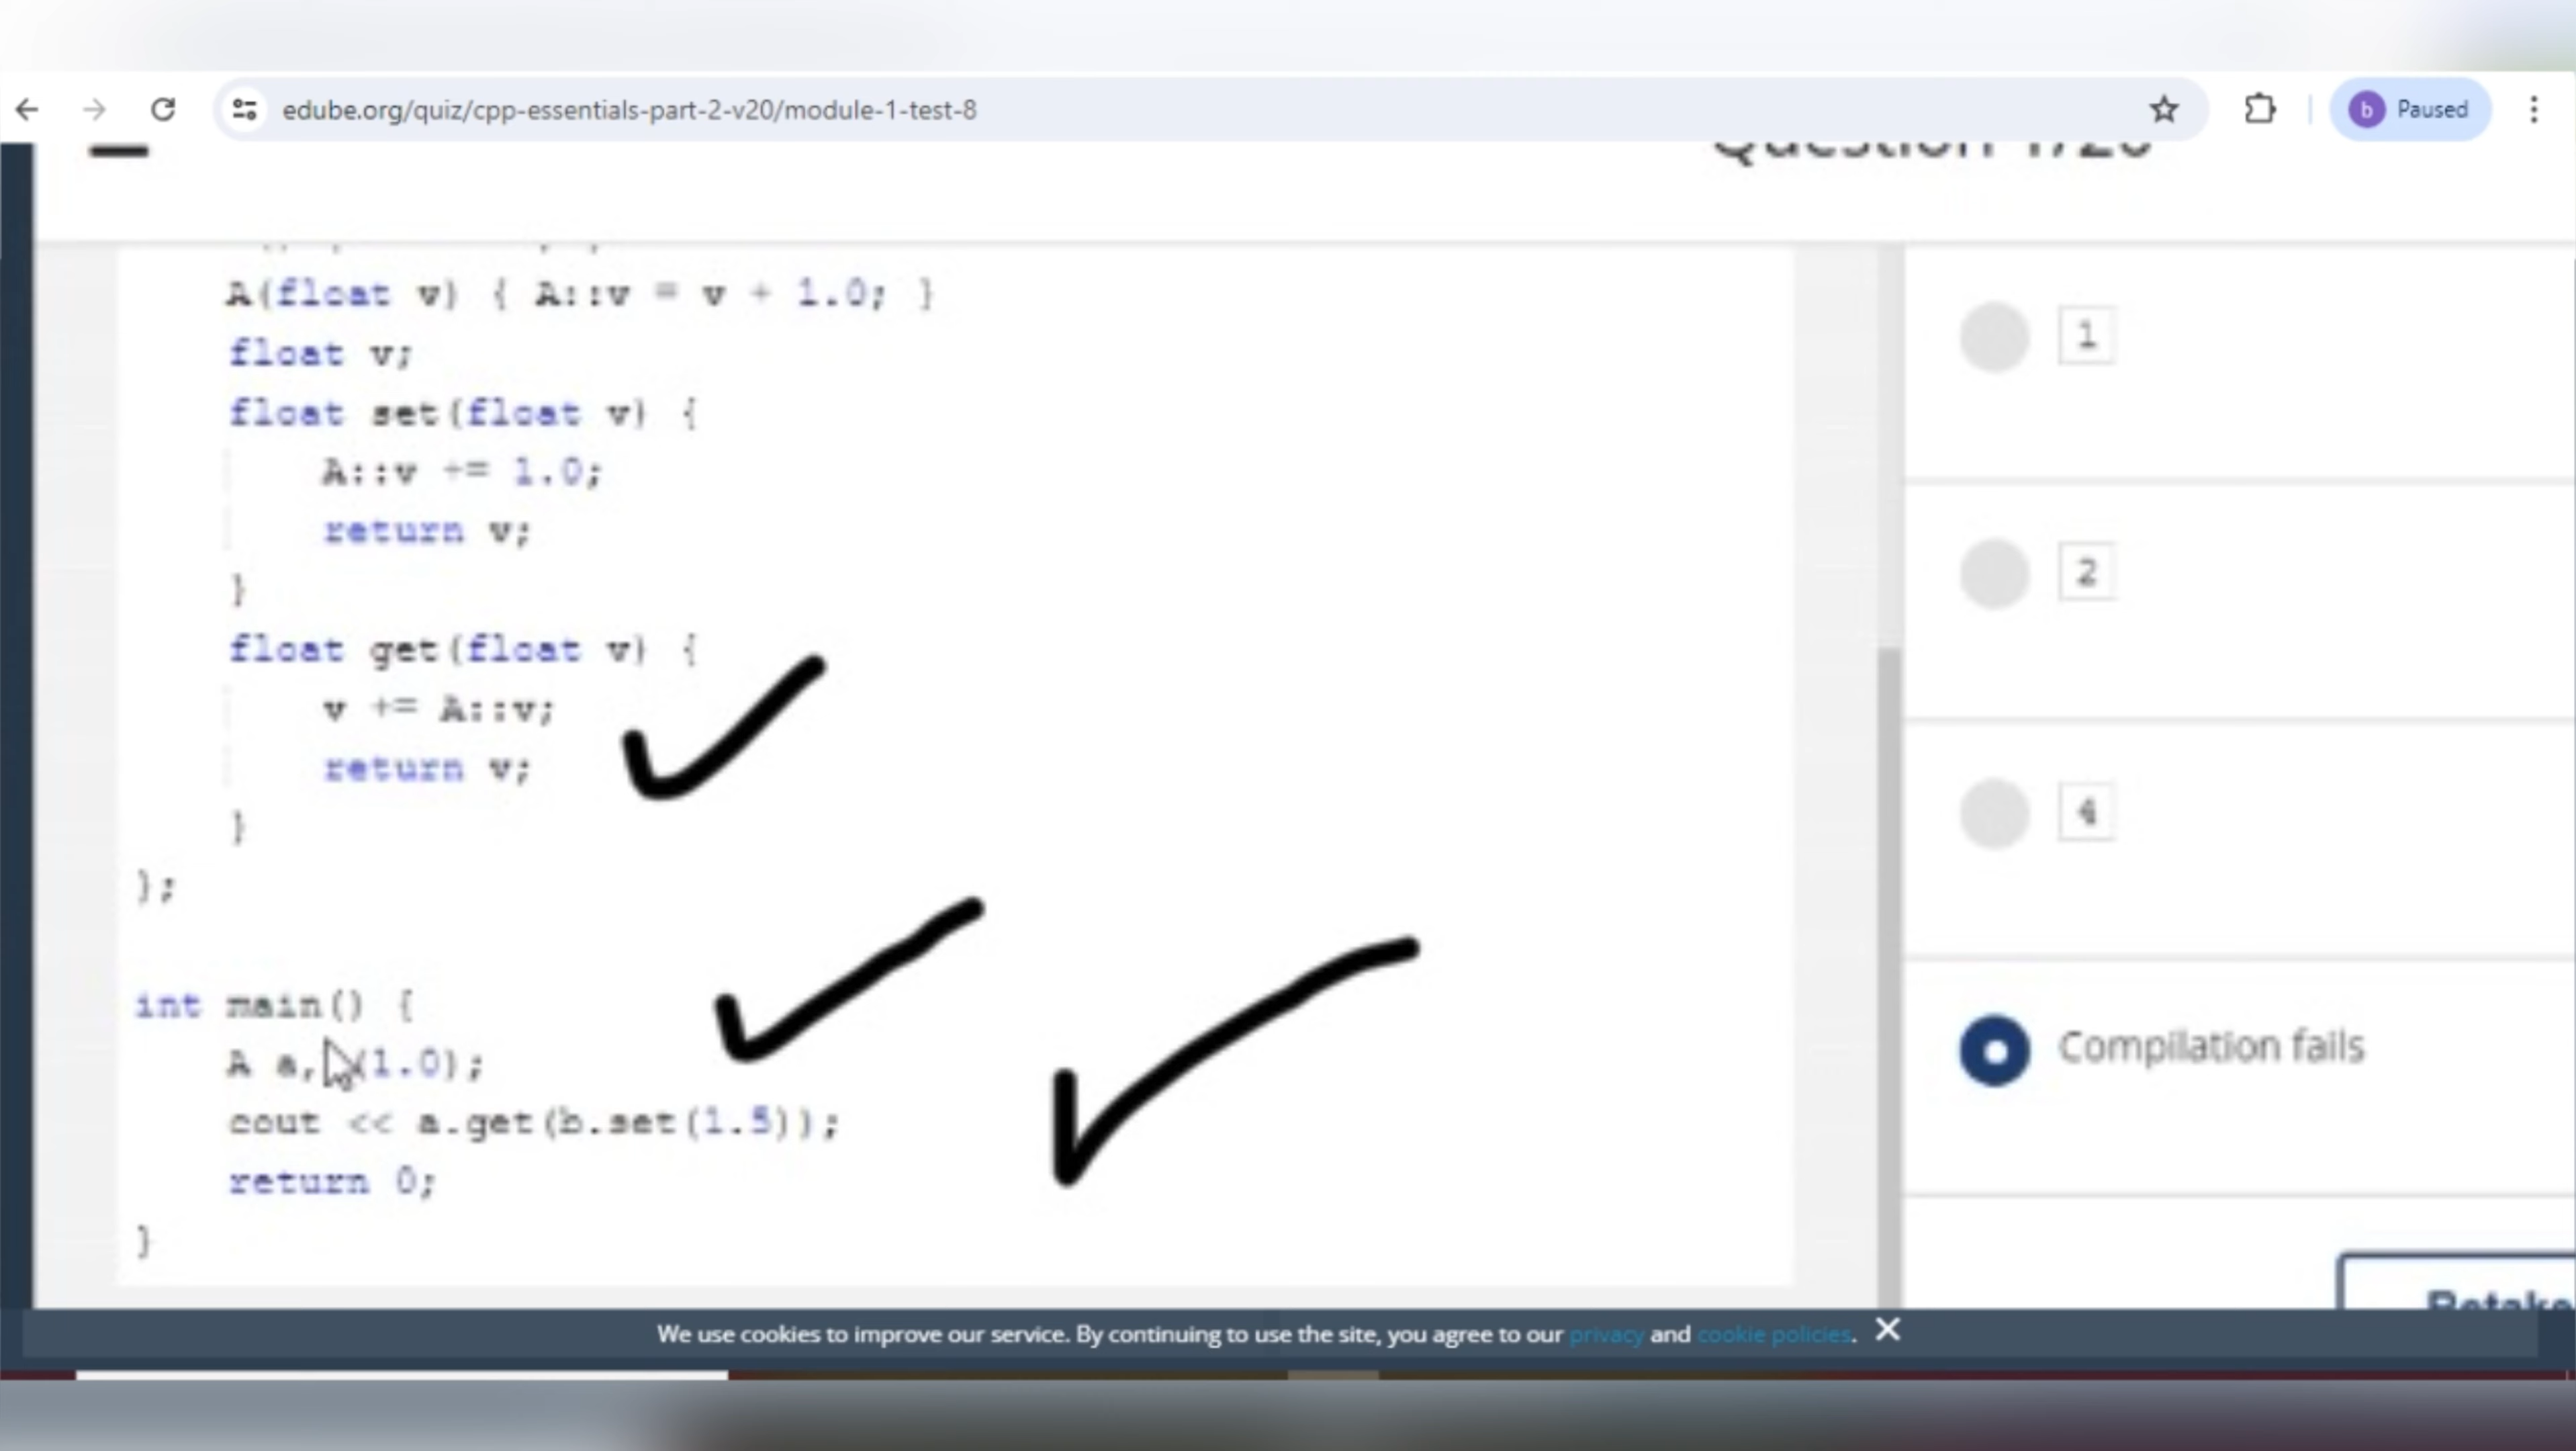 edube.org/quiz/cpp-essentials-part-2-v20/module-1-test-8
b Paused
A(float v) { A::v = v + 1.0; }
float v;
float set(float v) {
A::v += 1.0;
return v;
}
float get(float v) {
v += A::v;
return v;
}
};
int main() {
A a, (1.0);
cout << a.get(b.set(1.5));
return 0;
}
1
2
4
Compilation fails
We use cookies to improve our service. By continuing to use the site, you agree to our privacy and cookie policies.